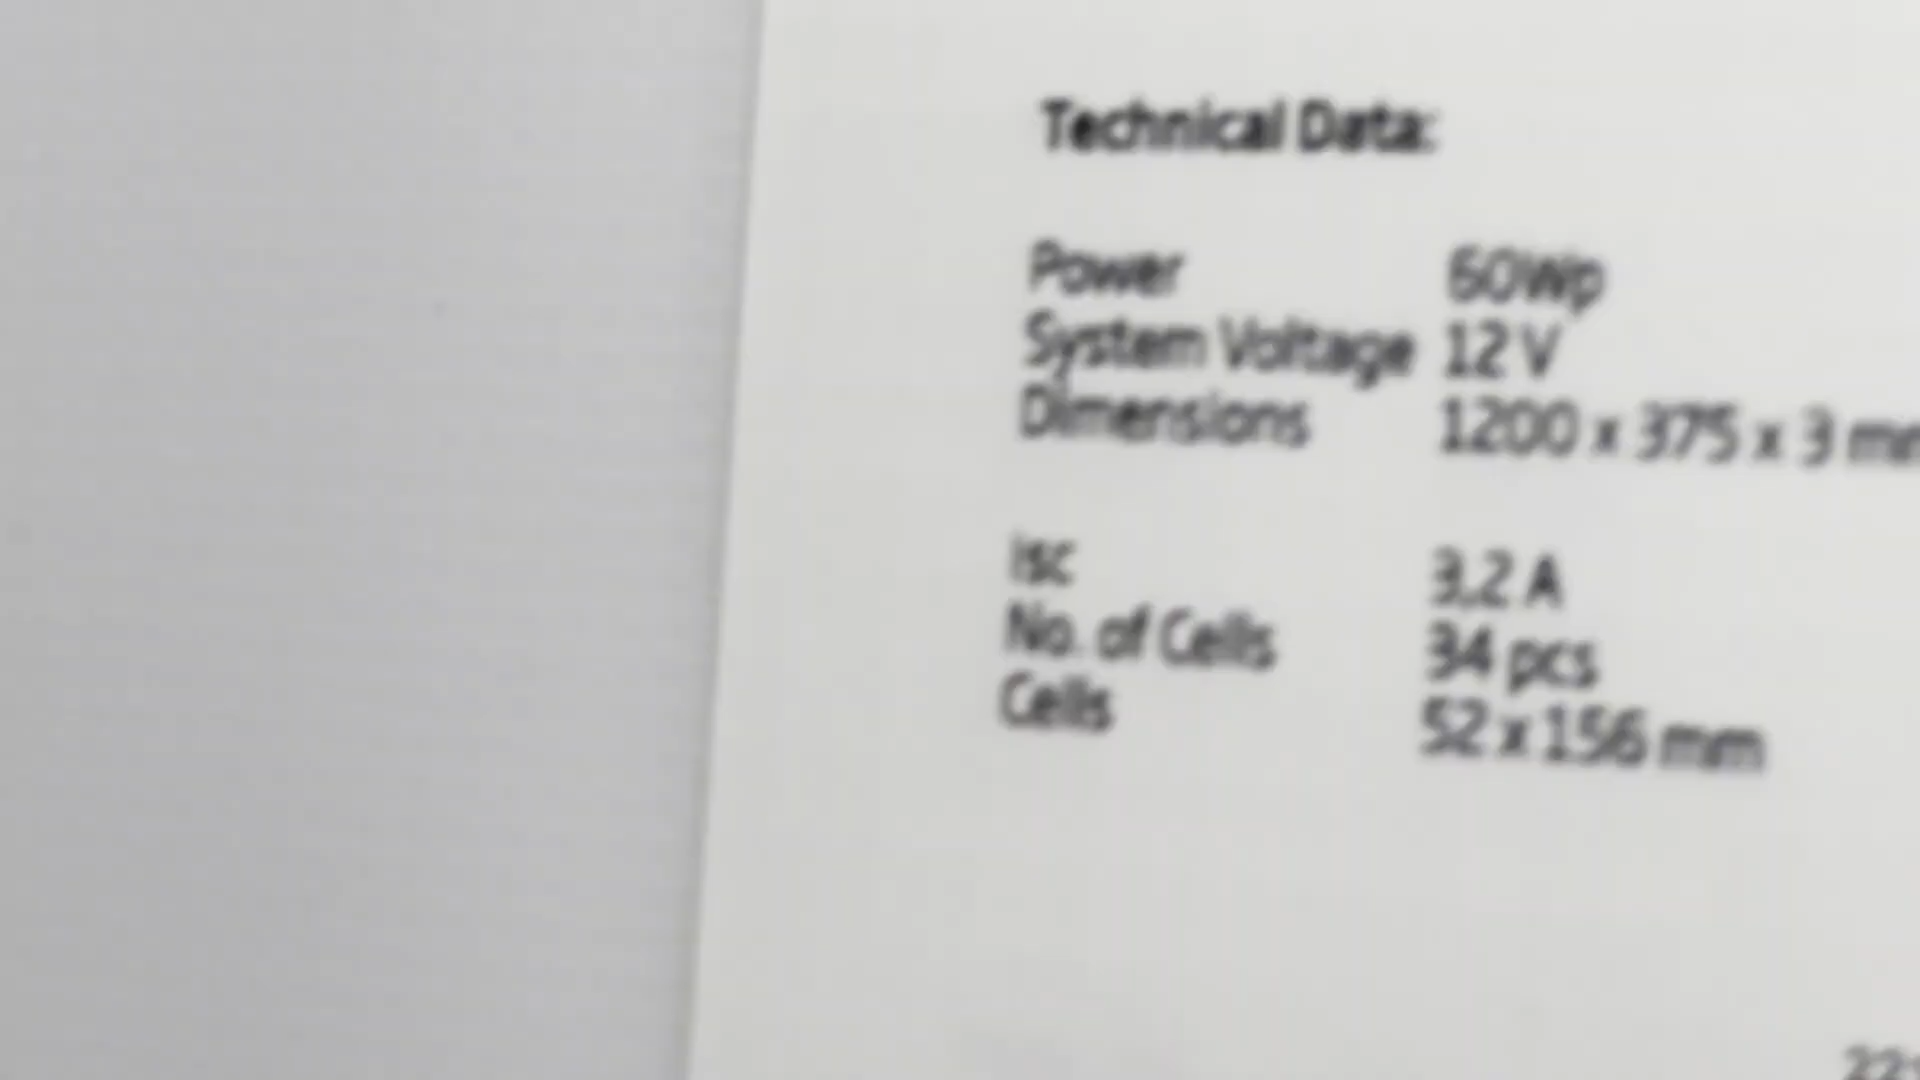 Technical Data:
Power 60Wp
System Voltage 12 V
Dimensions 1200 x 375 x 3
isc 3,2 A
No. of Cells 34 pcs
Cells 52 x 156 mm